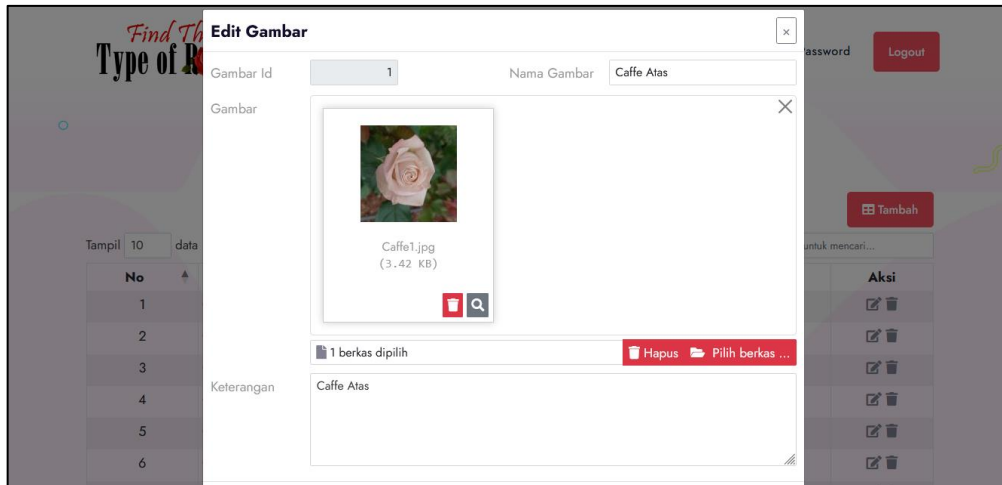 Find Th
Type of R
Edit Gambar
×
assword
Logout
Gambar Id
1
Nama Gambar
Caffe Atas
Gambar
Caffe1.jpg
(3.42 KB)
Tambah
Tampil 10 data
untuk mencari...
No
Aksi
1
2
3
4
5
6
1 berkas dipilih
Hapus
Pilih berkas ...
Keterangan
Caffe Atas